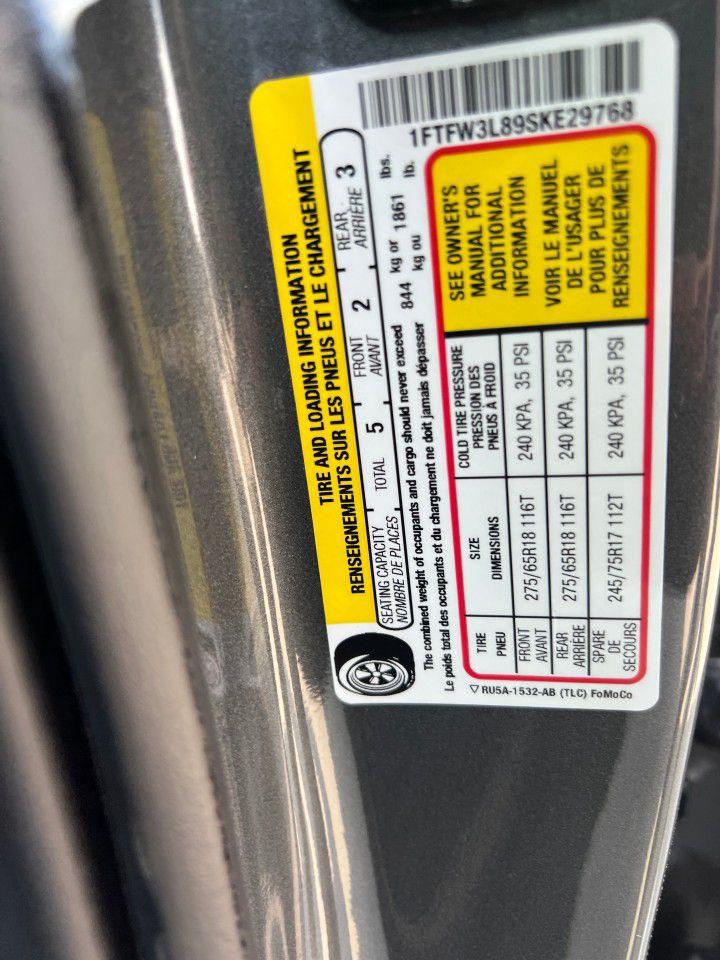 1FTFW3L89SKE29768
TIRE AND LOADING INFORMATION
RENSEIGNEMENTS SUR LES PNEUS ET LE CHARGEMENT
SEATING CAPACITY TOTAL 5 FRONT 2 REAR 3
NOMBRE DE PLACES AVANT ARRIÈRE
The combined weight of occupants and cargo should never exceed 844 kg or 1861 lbs.
Le poids total des occupants et du chargement ne doit jamais dépasser kg ou lb.
TIRE SIZE COLD TIRE PRESSURE
PNEU DIMENSIONS PRESSION DES
PNEUS À FROID
FRONT 275/65R18 116T 240 KPA, 35 PSI
AVANT
REAR 275/65R18 116T 240 KPA, 35 PSI
ARRIÈRE
SPARE 245/75R17 112T 240 KPA, 35 PSI
DE
SECOURS
SEE OWNER'S
MANUAL FOR
ADDITIONAL
INFORMATION
VOIR LE MANUEL
DE L'USAGER
POUR PLUS DE
RENSEIGNEMENTS
RU5A-1532-AB (TLC) FoMoCo